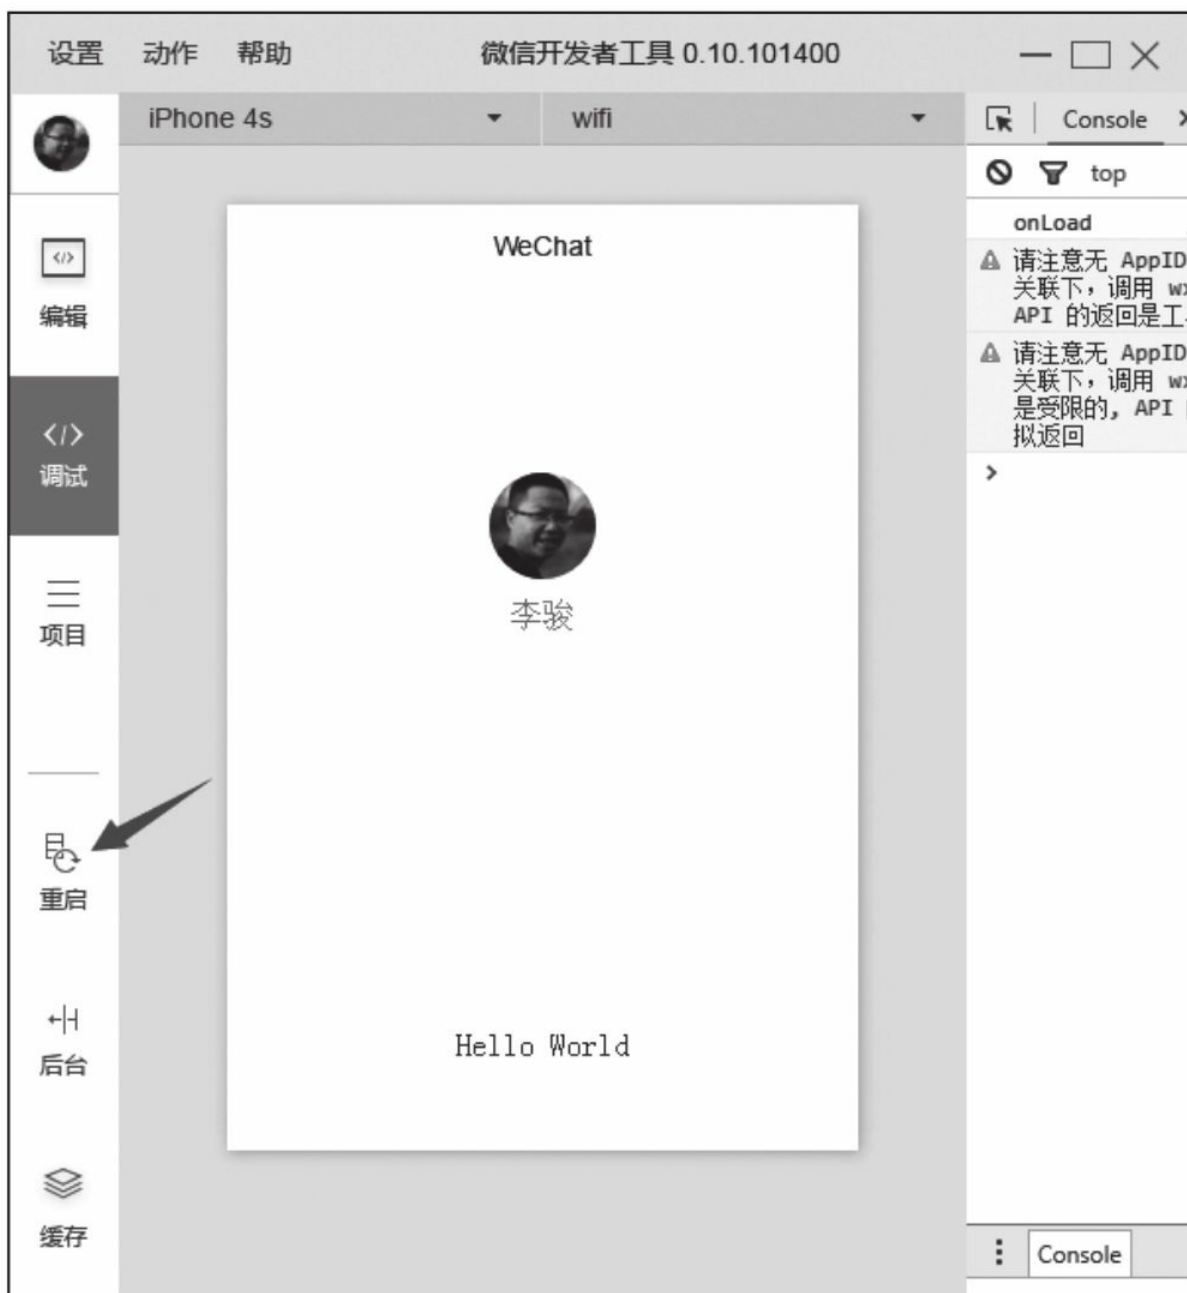 设置 动作 帮助 微信开发者工具 0.10.101400
iPhone 4s wifi Console
top
onLoad
请注意无 AppID
关联下，调用 wx
API 的返回是工
请注意无 AppID
关联下，调用 wx
是受限的, API
拟返回
编辑
调试
项目
重启
后台
缓存
WeChat
李骏
Hello World
Console